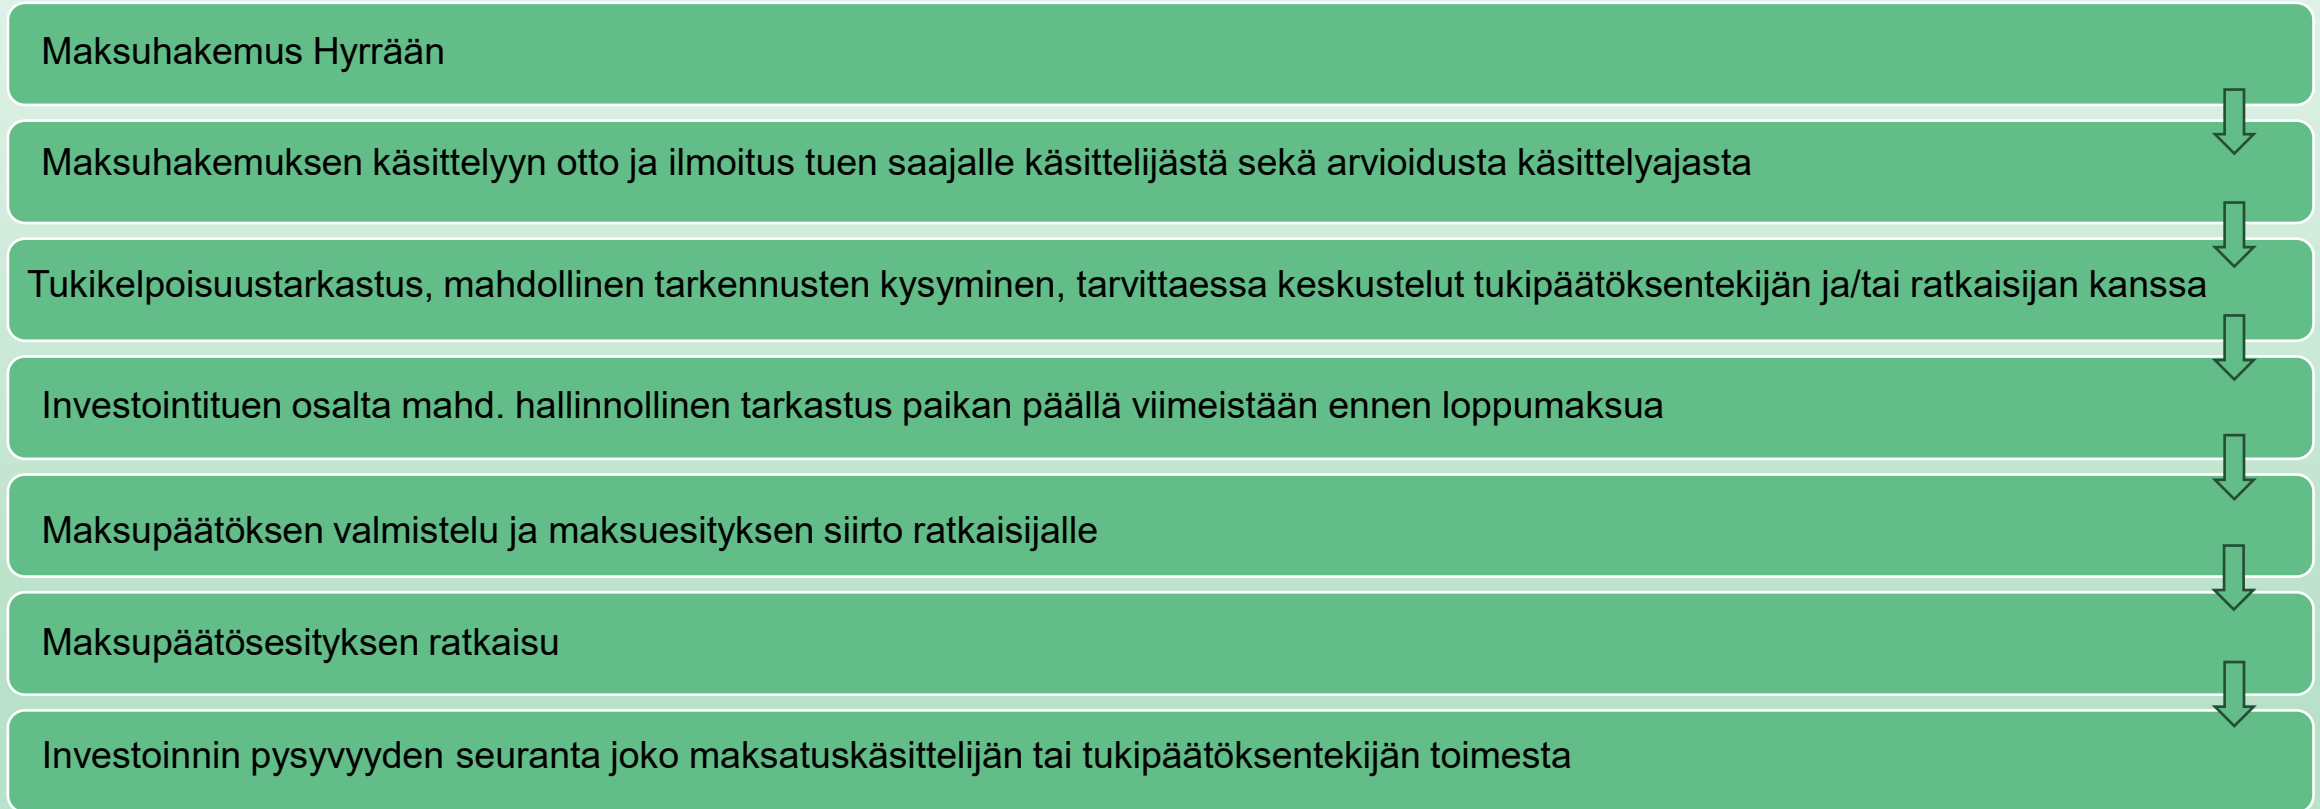 Maksuhakemus Hyrrään
Maksuhakemuksen käsittelyyn otto ja ilmoitus tuen saajalle käsittelijästä sekä arvioidusta käsittelyajasta
Tukikelpoisuustarkastus, mahdollinen tarkennusten kysyminen, tarvittaessa keskustelut tukipäätöksentekijän ja/tai ratkaisijan kanssa
Investointituen osalta mahd. hallinnollinen tarkastus paikan päällä viimeistään ennen loppumaksua
Maksupäätöksen valmistelu ja maksuesityksen siirto ratkaisijalle
Maksupäätösesityksen ratkaisu
Investoinnin pysyvyyden seuranta joko maksatuskäsittelijän tai tukipäätöksentekijän toimesta